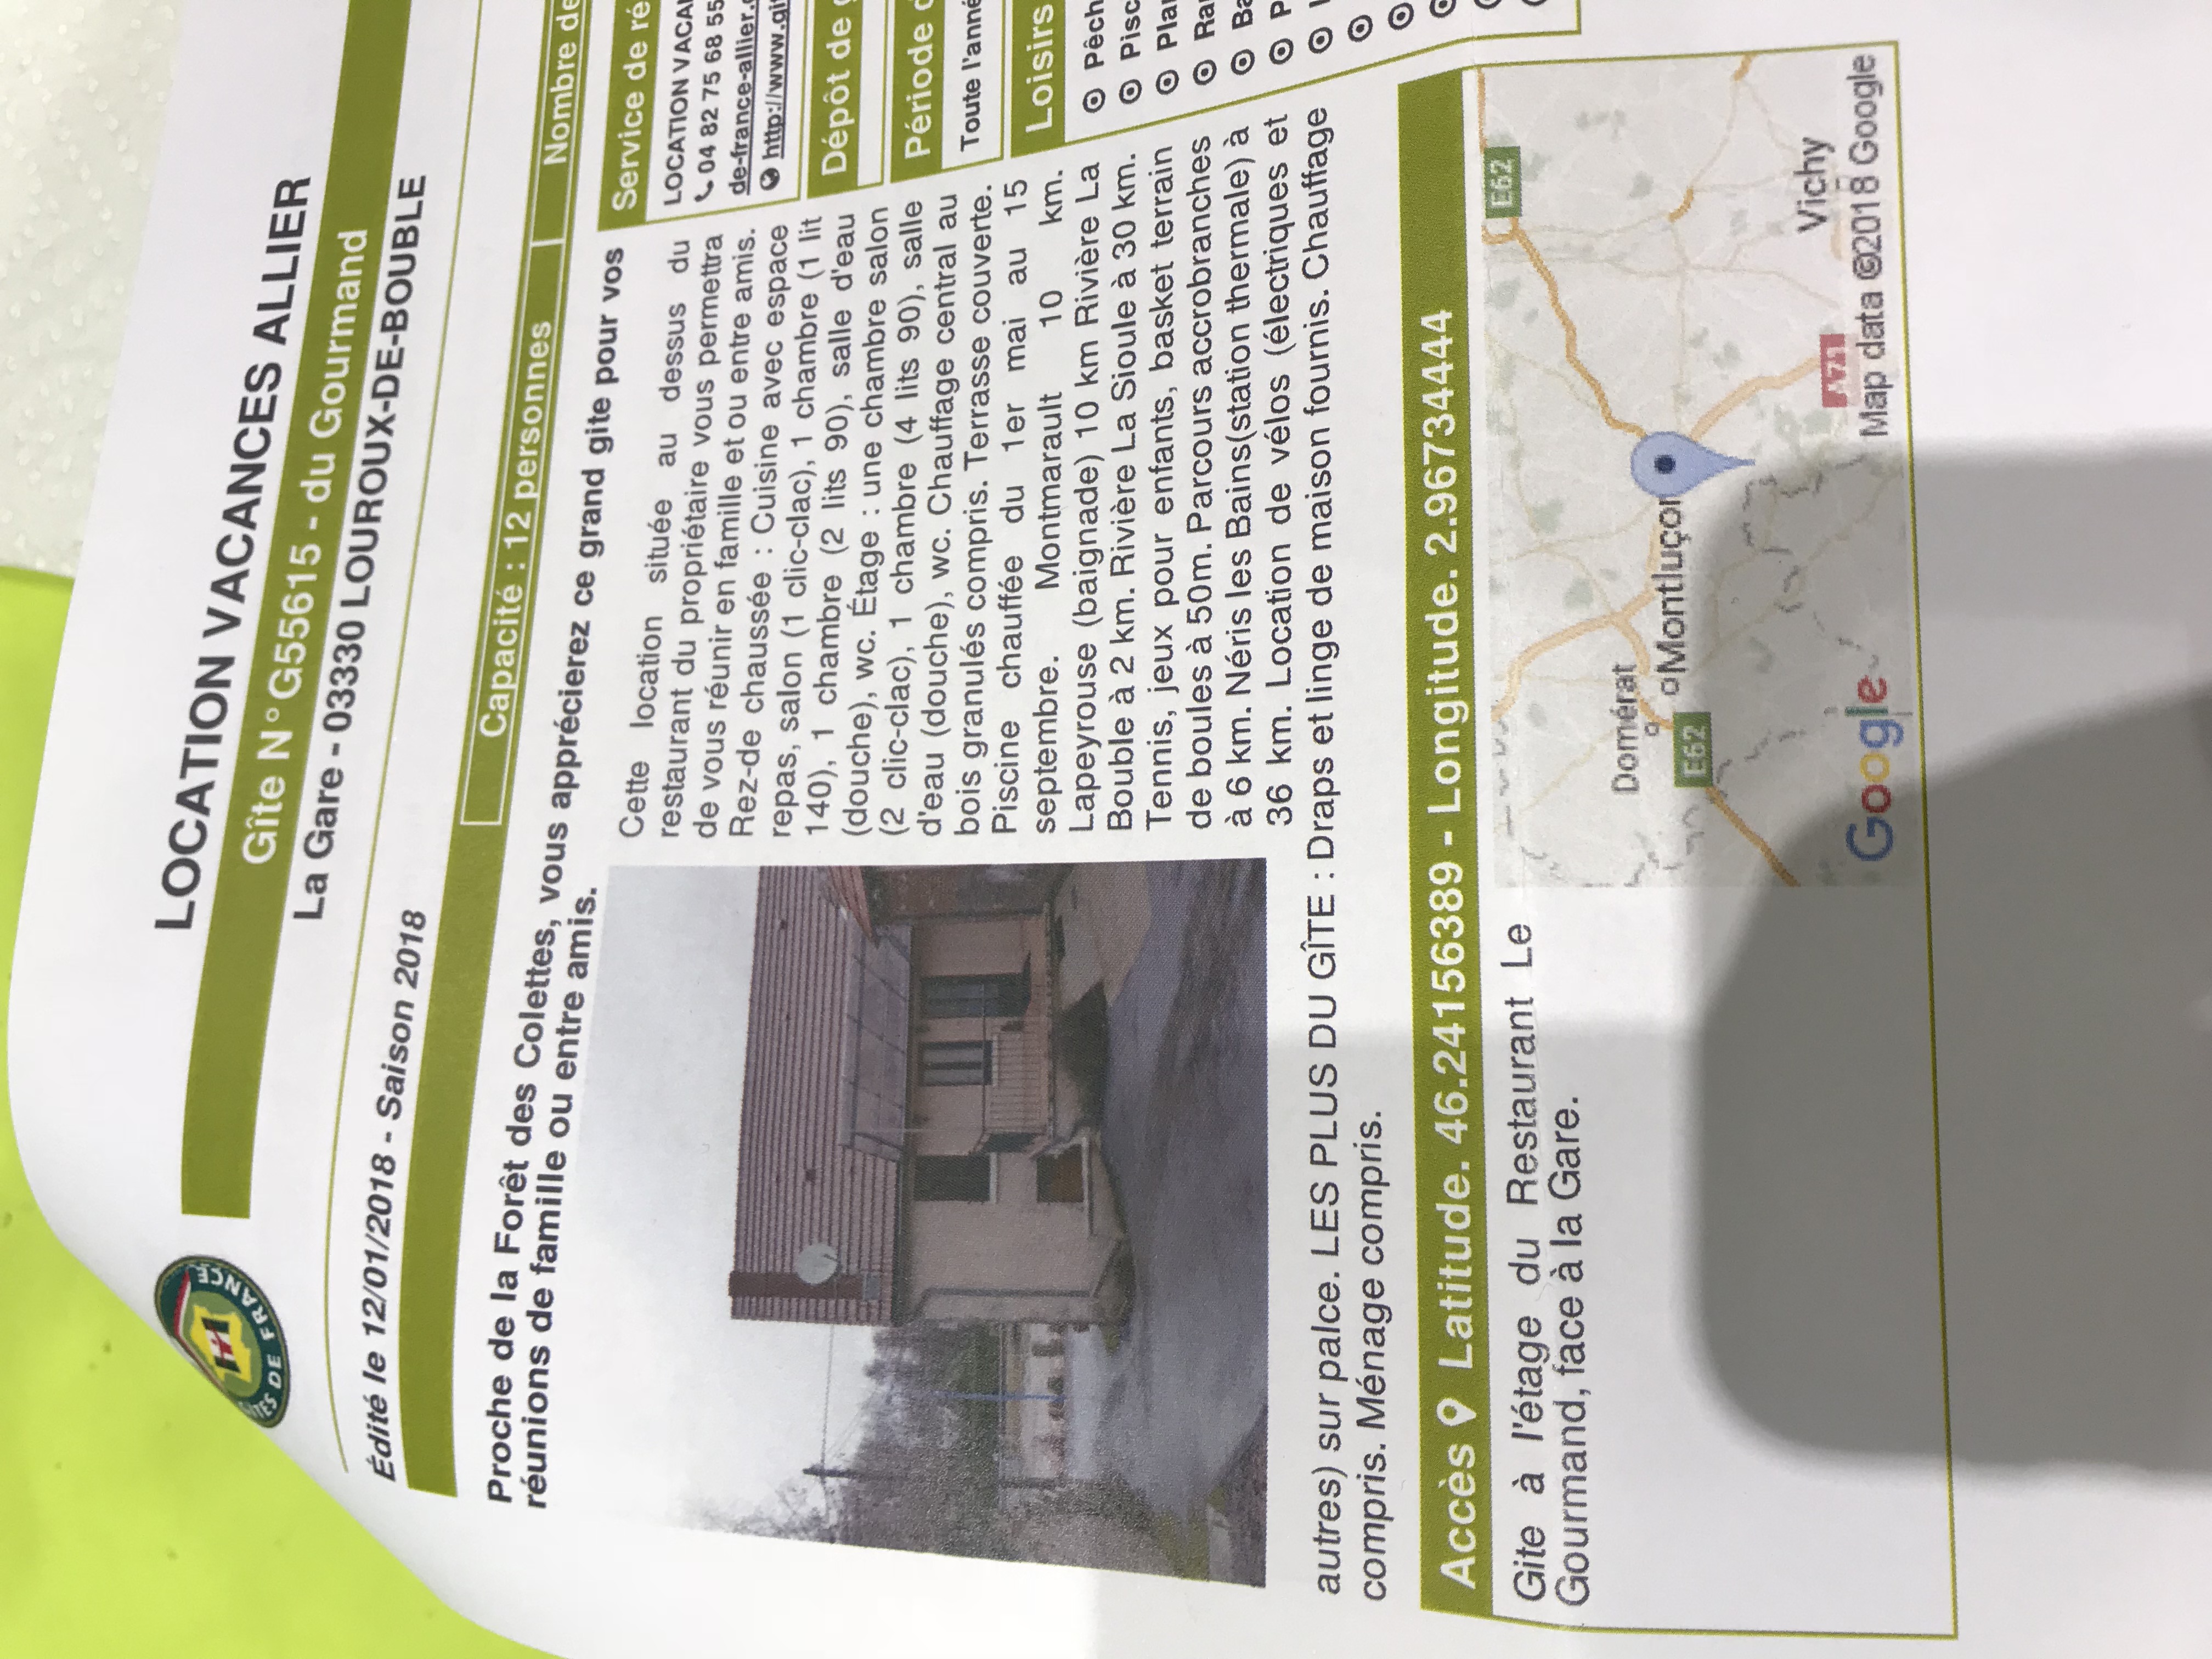 LOCATION VACANCES ALLIER
GÎTES DE FRANCE
Gîte N°G55615 - du Gourmand
La Gare - 03330 LOUROUX-DE-BOUBLE
Édité le 12/01/2018 - Saison 2018
Capacité : 12 personnes
Nombre de
Proche de la Forêt des Colettes, vous apprécierez ce grand gite pour vos
réunions de famille ou entre amis.
Cette location située au dessus du
restaurant du propriétaire vous permettra
de vous réunir en famille et ou entre amis.
Rez-de chaussée : Cuisine avec espace
repas, salon (1 clic-clac), 1 chambre (1 lit
140), 1 chambre (2 lits 90), salle d'eau
(douche), wc. Étage : une chambre salon
(2 clic-clac), 1 chambre (4 lits 90), salle
d'eau (douche), wc. Chauffage central au
bois granulés compris. Terrasse couverte.
Piscine chauffée du 1er mai au 15
septembre. Montmarault 10 km.
Lapeyrouse (baignade) 10 km Rivière La
Bouble à 2 km. Rivière La Sioule à 30 km.
Tennis, jeux pour enfants, basket terrain
de boules à 50m. Parcours accrobranches
à 6 km. Néris les Bains(station thermale) à
36 km. Location de vélos (électriques et
autres) sur palce. LES PLUS DU GÎTE : Draps et linge de maison fournis. Chauffage
compris. Ménage compris.
Service de ré
LOCATION VACA
04 82 75 68 55
de-france-allier.
http://www.gi
Dépôt de
Période
Toute l'anné
Loisirs
Pêch
Pisc
Pla
Ra
Ba
P
Accès Latitude. 46.24156389 - Longitude. 2.96734444
Gite à l'étage du Restaurant Le
Gourmand, face à la Gare.
E62
Domérat
Montluçon
E62
Vichy
A71
Google
Map data ©2018 Google